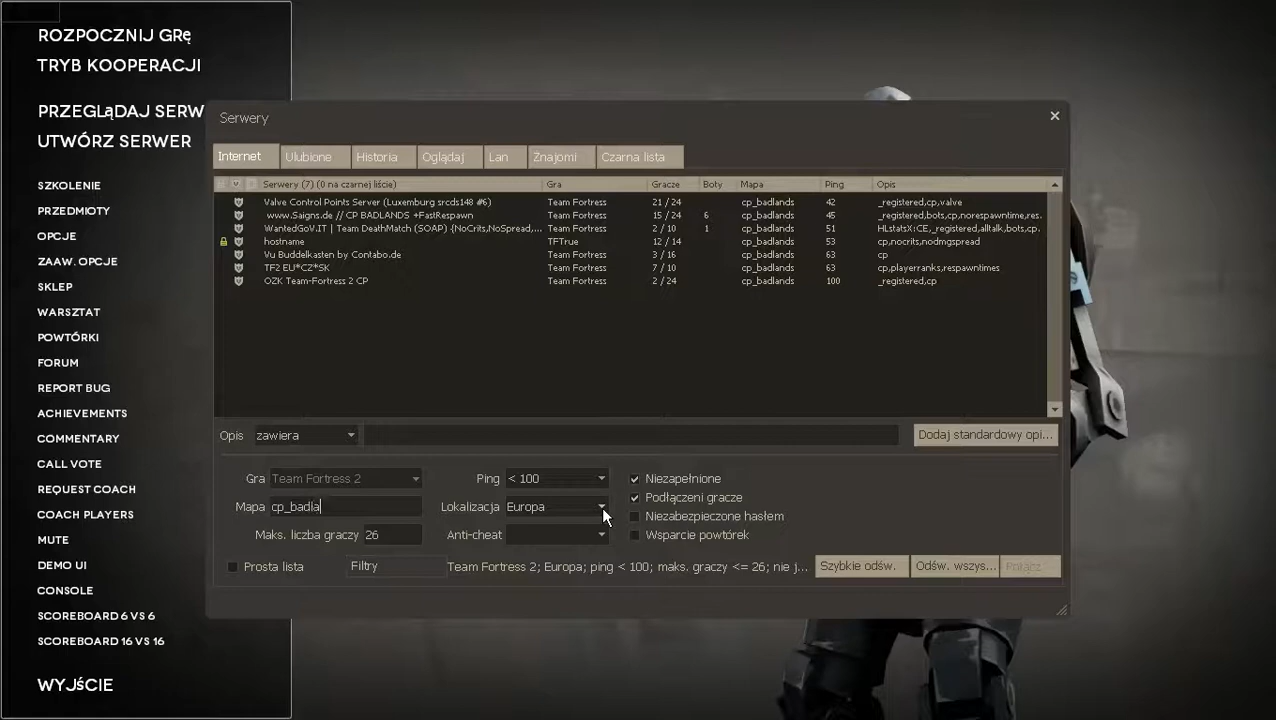 ROZPOCZNIJ GRę
TRYB KOOPERACJI
PRZEGLąDAJ SERW
UTWÓRZ SERWER
SZKOLENIE
PRZEDMIOTY
OPCJE
ZAAW. OPCJE
SKLEP
WARSZTAT
POWTÓRKI
FORUM
REPORT BUG
ACHIEVEMENTS
COMMENTARY
CALL VOTE
REQUEST COACH
COACH PLAYERS
MUTE
DEMO UI
CONSOLE
SCOREBOARD 6 VS 6
SCOREBOARD 16 VS 16
WYJśCIE
Serwery
Internet Ulubione Historia Oglądaj Lan Znajomi Czarna lista
Serwery (7) (0 na czarnej liście) Gra Gracze Boty Mapa Ping Opis
Valve Control Points Server (Luxemburg srcds148 #6) Team Fortress 21 / 24 cp_badlands 42 _registered,cp,valve
www.Saigns.de // CP BADLANDS +FastRespawn Team Fortress 15 / 24 6 cp_badlands 45 _registered,bots,cp,norespawntime,res.
WantedGoV.IT | Team DeathMatch (SOAP) {NoCrits,NoSpread,... Team Fortress 2 / 10 1 cp_badlands 51 HLstatsX:CE,_registered,alltalk,bots,cp.
hostname TFTrue 12 / 14 cp_badlands 53 cp,nocrits,nodmgspread
Vu Buddelkasten by Contabo.de Team Fortress 3 / 16 cp_badlands 63 cp
TF2 EU*CZ*SK Team Fortress 7 / 10 cp_badlands 63 cp,playerranks,respawntimes
OZK Team-Fortress 2 CP Team Fortress 2 / 24 cp_badlands 100 _registered,cp
Opis zawiera Dodaj standardowy opi...
Gra Team Fortress 2 Ping < 100 Niezapełnione
Podłączeni gracze
Mapa cp_badla Lokalizacja Europa
Niezabezpieczone hasłem
Maks. liczba graczy 26 Anti-cheat Wsparcie powtórek
Prosta lista Filtry Team Fortress 2; Europa; ping < 100; maks. graczy <= 26; nie j... Szybkie odśw. Odśw. wszys... Połącz